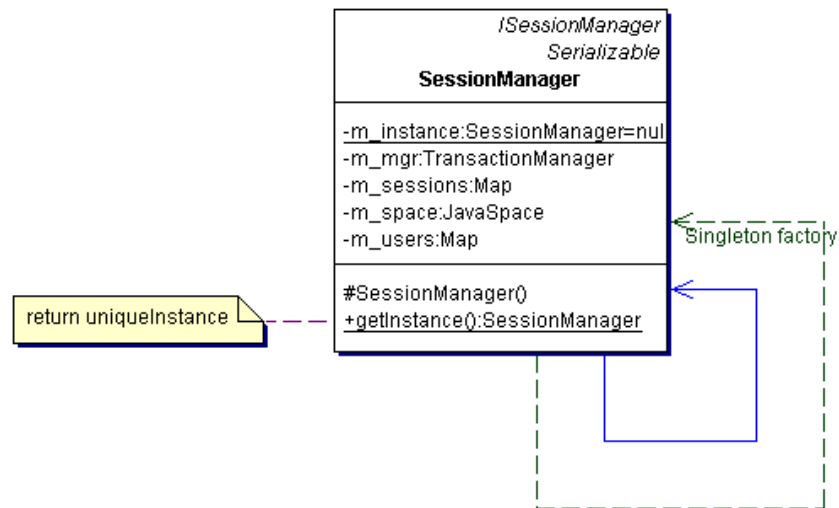 ISessionManager
Serializable
SessionManager
-m_instance:SessionManager=nul
-m_mgr:TransactionManager
-m_sessions:Map
-m_space:JavaSpace
-m_users:Map
Singleton factory
#SessionManager()
+getInstance():SessionManager
return uniqueInstance